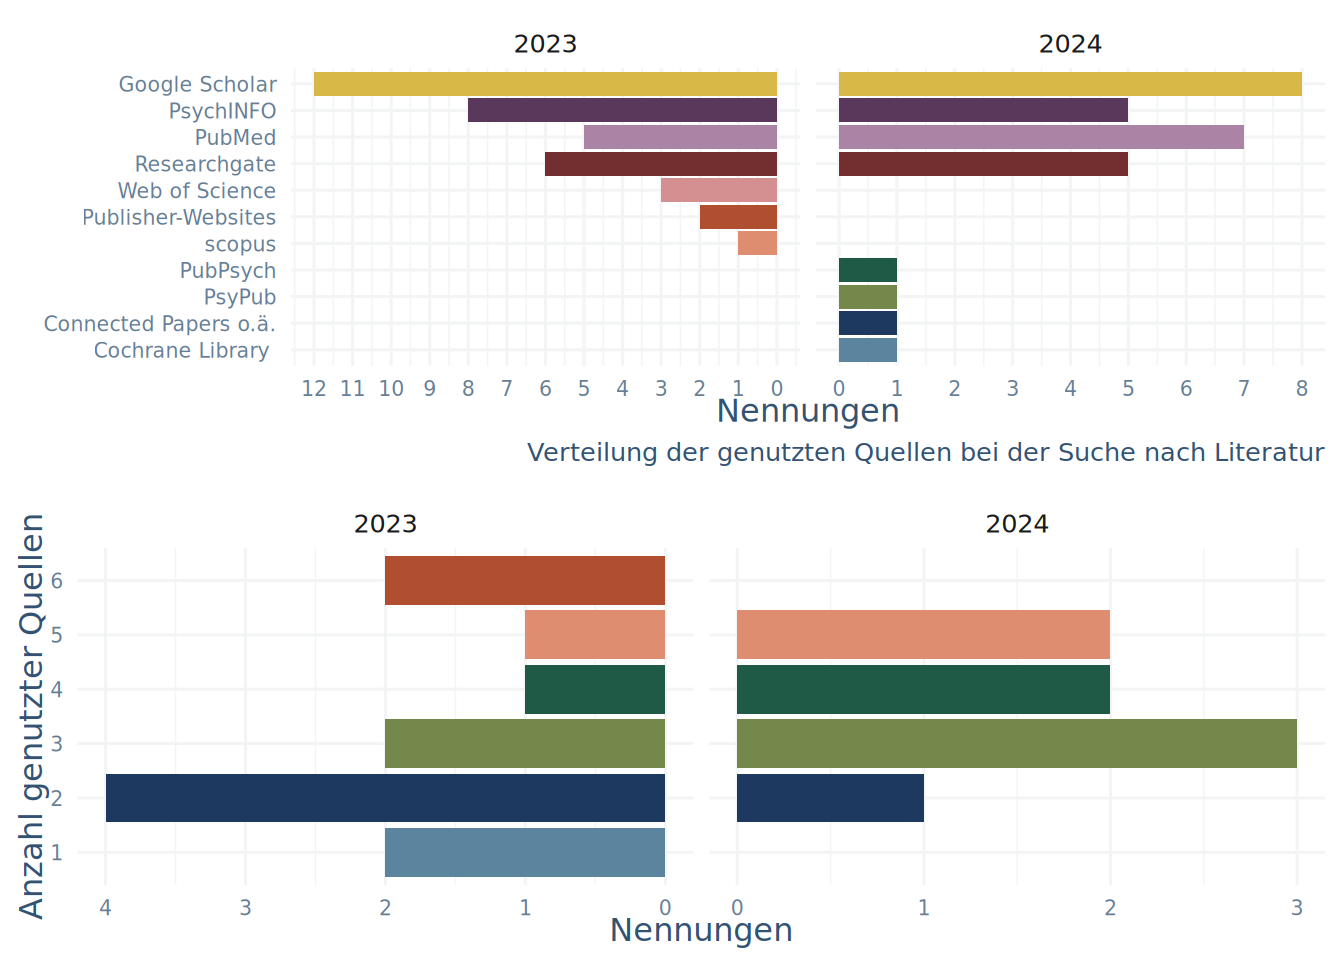 2023 2024
Google Scholar
PsychINFO
PubMed
Researchgate
Web of Science
Publisher-Websites
scopus
PubPsych
PsyPub
Connected Papers o.ä.
Cochrane Library
12 11 10 9 8 7 6 5 4 3 2 1 0 0 1 2 3 4 5 6 7 8
Nennungen
Verteilung der genutzten Quellen bei der Suche nach Literatur
2023 2024
Anzahl genutzter Quellen
6
5
4
3
2
1
4 3 2 1 0 0 1 2 3
Nennungen